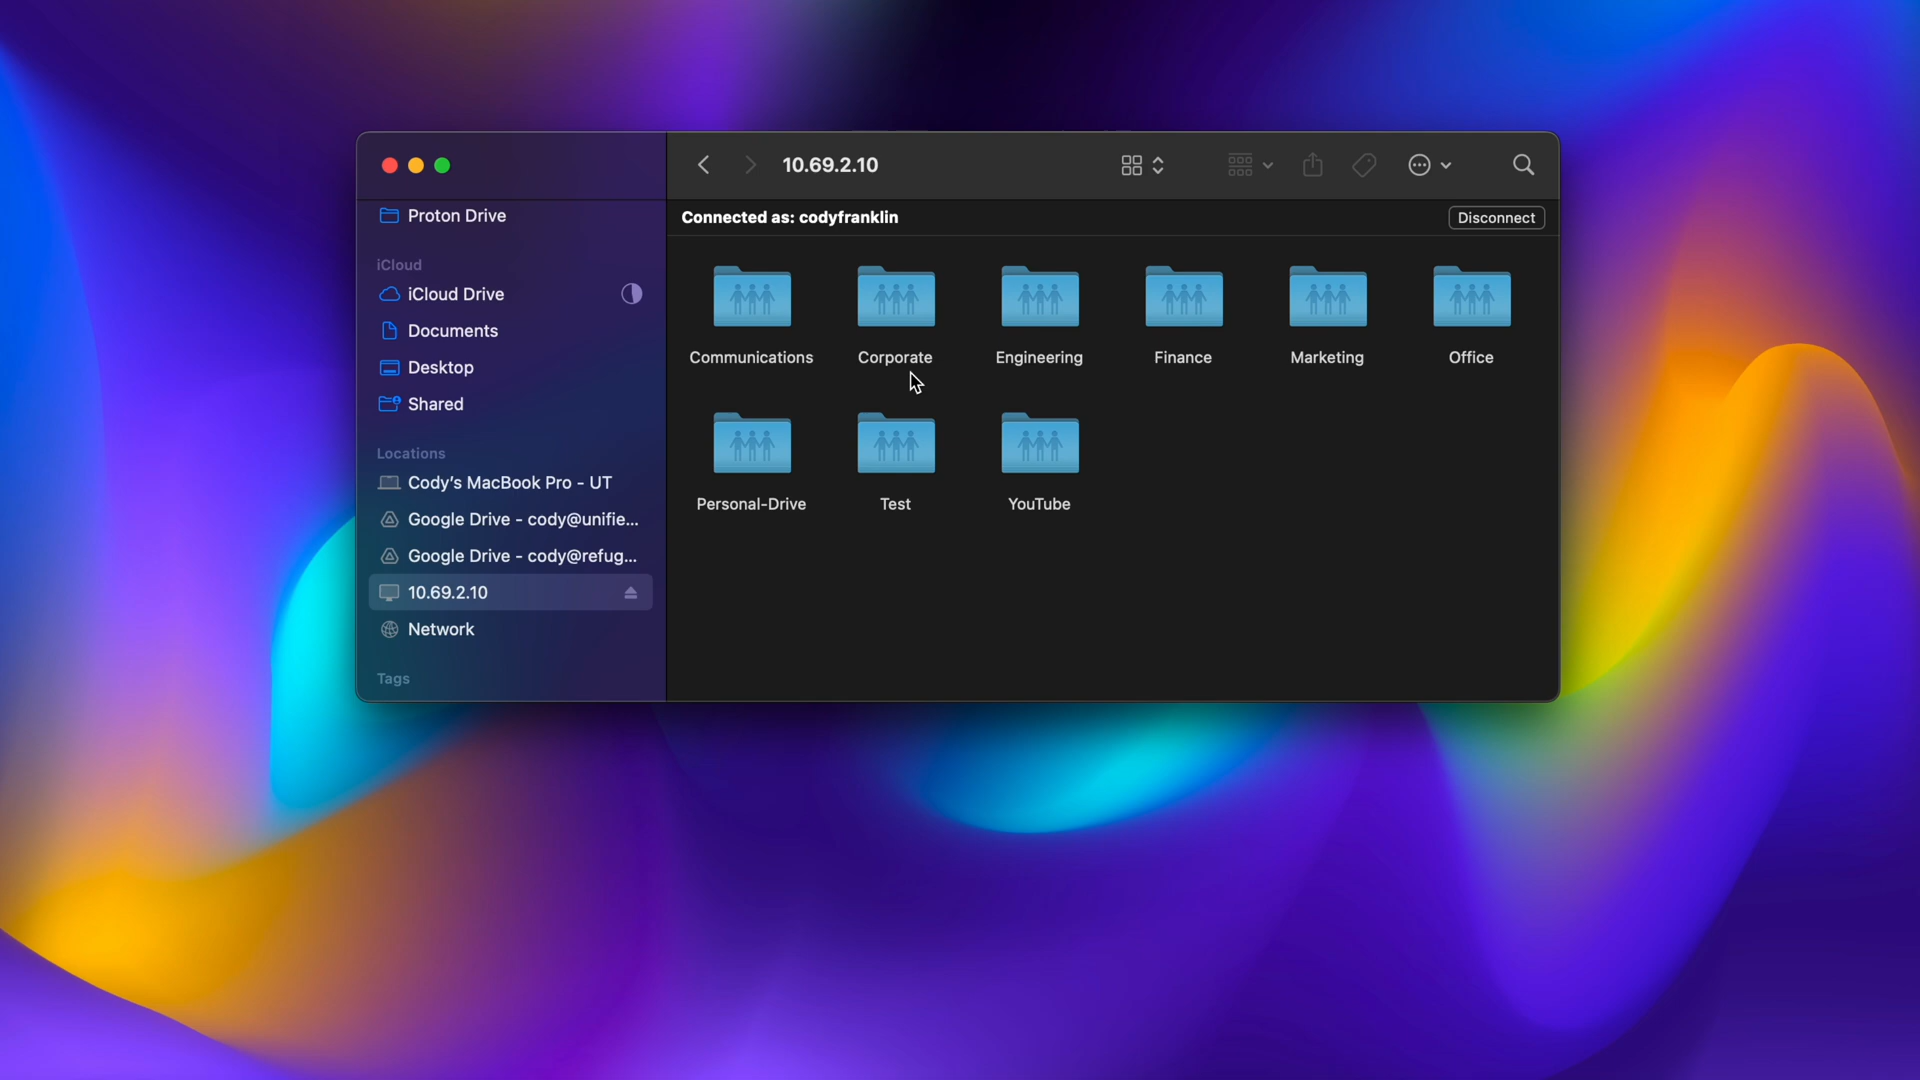 10.69.2.10
Proton Drive
iCloud
iCloud Drive
Documents
Desktop
Shared
Locations
Cody's MacBook Pro - UT
Google Drive - cody@unifie...
Google Drive - cody@refug...
10.69.2.10
Network
Tags
Connected as: codyfranklin
Disconnect
Communications
Corporate
Engineering
Finance
Marketing
Office
Personal-Drive
Test
YouTube